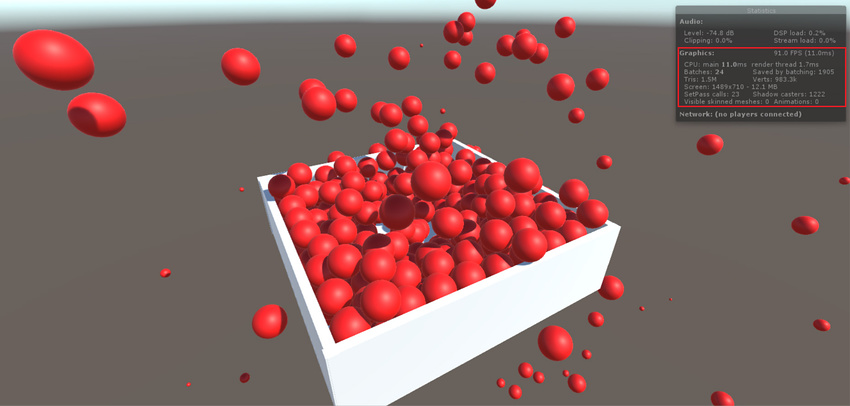 Statistics
Audio:
Level: -74.8 dB DSP load: 0.2%
Clipping: 0.0% Stream load: 0.0%
Graphics: 91.0 FPS (11.0ms)
CPU: main 11.0ms render thread 1.7ms
Batches: 24 Saved by batching: 1905
Tris: 1.5M Verts: 983.3k
Screen: 1489x710 - 12.1 MB
SetPass calls: 23 Shadow casters: 1222
Visible skinned meshes: 0 Animations: 0
Network: (no players connected)